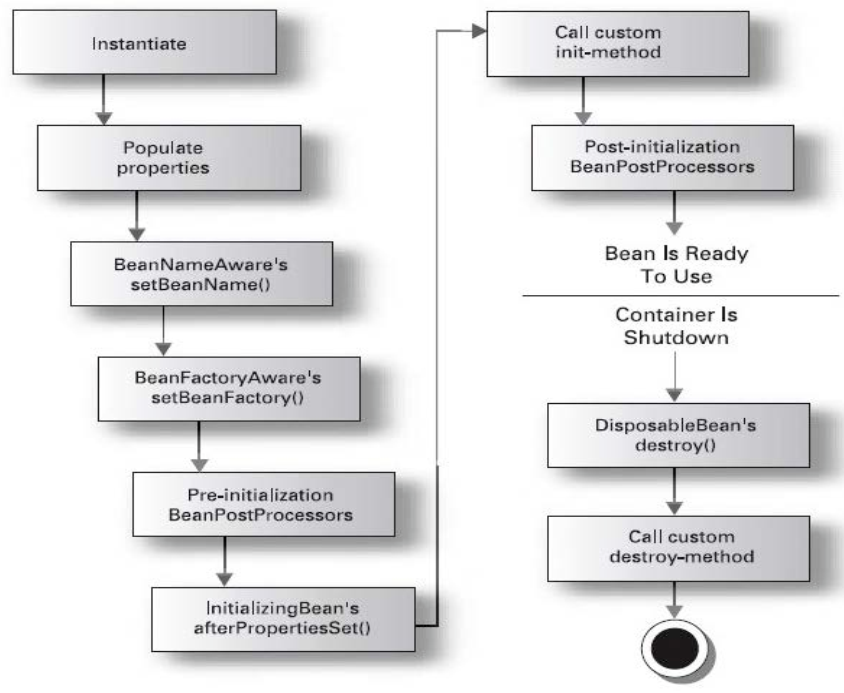 Instantiate
Populate
properties
BeanNameAware's
setBeanName()
BeanFactoryAware's
setBeanFactory()
Pre-initialization
BeanPostProcessors
InitializingBean's
afterPropertiesSet()
Call custom
init-method
Post-initialization
BeanPostProcessors
Bean Is Ready
To Use
Container Is
Shutdown
DisposableBean's
destroy()
Call custom
destroy-method